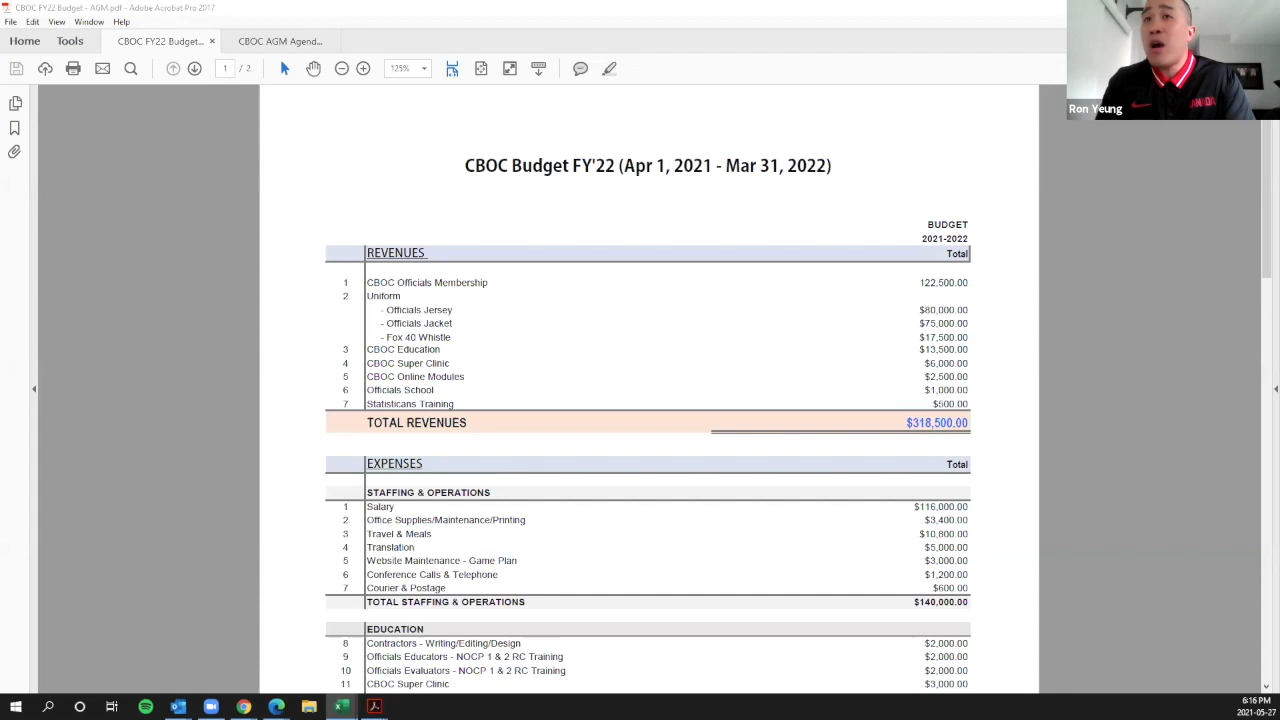 CBOC FY22 Budget - AGM.pdf - Adobe Acrobat Pro 2017
File Edit View Window Help
Home Tools CBOC FY22 Budget... × CBOC AGM Agend...
1 / 2 125%
Ron Yeung
CANADA
CBOC Budget FY'22 (Apr 1, 2021 - Mar 31, 2022)
BUDGET
2021-2022
REVENUES Total
1 CBOC Officials Membership 122,500.00
2 Uniform
- Officials Jersey $80,000.00
- Officials Jacket $75,000.00
- Fox 40 Whistle $17,500.00
3 CBOC Education $13,500.00
4 CBOC Super Clinic $6,000.00
5 CBOC Online Modules $2,500.00
6 Officials School $1,000.00
7 Statisticans Training $500.00
TOTAL REVENUES $318,500.00
EXPENSES Total
STAFFING & OPERATIONS
1 Salary $116,000.00
2 Office Supplies/Maintenance/Printing $3,400.00
3 Travel & Meals $10,800.00
4 Translation $5,000.00
5 Website Maintenance - Game Plan $3,000.00
6 Conference Calls & Telephone $1,200.00
7 Courier & Postage $600.00
TOTAL STAFFING & OPERATIONS $140,000.00
EDUCATION
8 Contractors - Writing/Editing/Design $2,000.00
9 Officials Educators - NOCP 1 & 2 RC Training $2,000.00
10 Officials Evaluators - NOCP 1 & 2 RC Training $2,000.00
11 CBOC Super Clinic $3,000.00
6:16 PM
2021-05-27